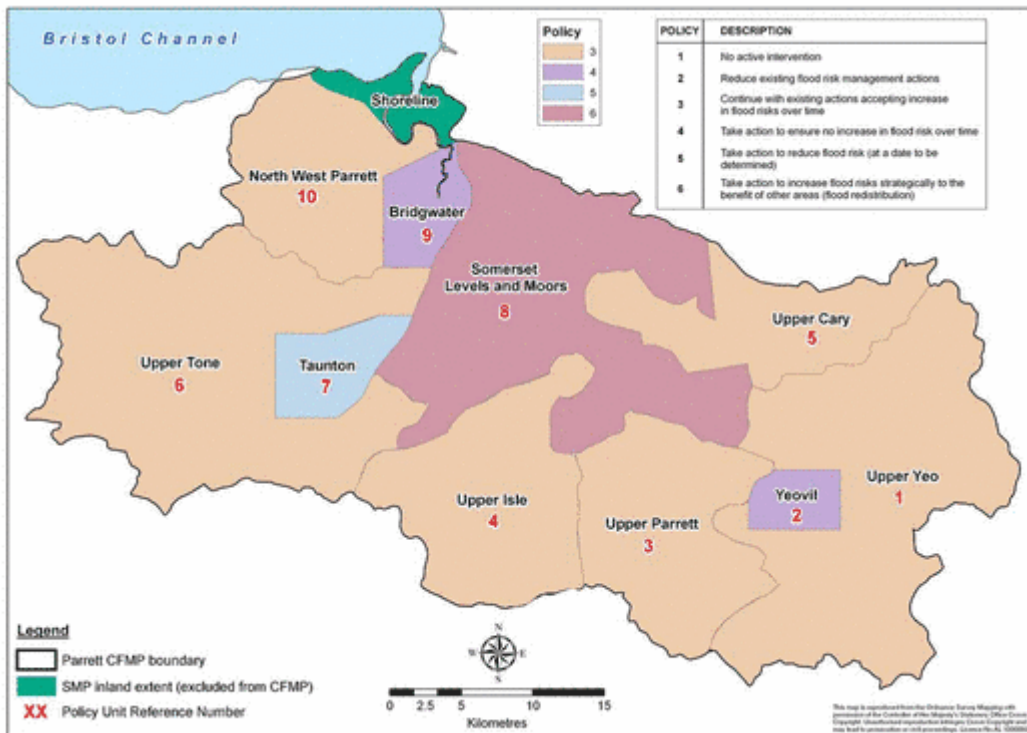 Bristol Channel
Policy
3
4
5
6
POLICY DESCRIPTION
1 No active intervention
2 Reduce existing flood risk management actions
3 Continue with existing actions accepting increase
in flood risks over time
4 Take action to ensure no increase in flood risk over time
5 Take action to reduce flood risk (at a date to be
determined)
6 Take action to increase flood risks strategically to the
benefit of other areas (flood redistribution)
Shoreline
North West Parrett
10
Bridgwater
9
Somerset
Levels and Moors
8
Upper Cary
5
Upper Tone
6
Taunton
7
Upper Isle
4
Upper Parrett
3
Yeovil
2
Upper Yeo
1
Legend
Parrett CFMP boundary
SMP inland extent (excluded from CFMP)
XX Policy Unit Reference Number
N
W E
S
0 2.5 5 10 15
Kilometres